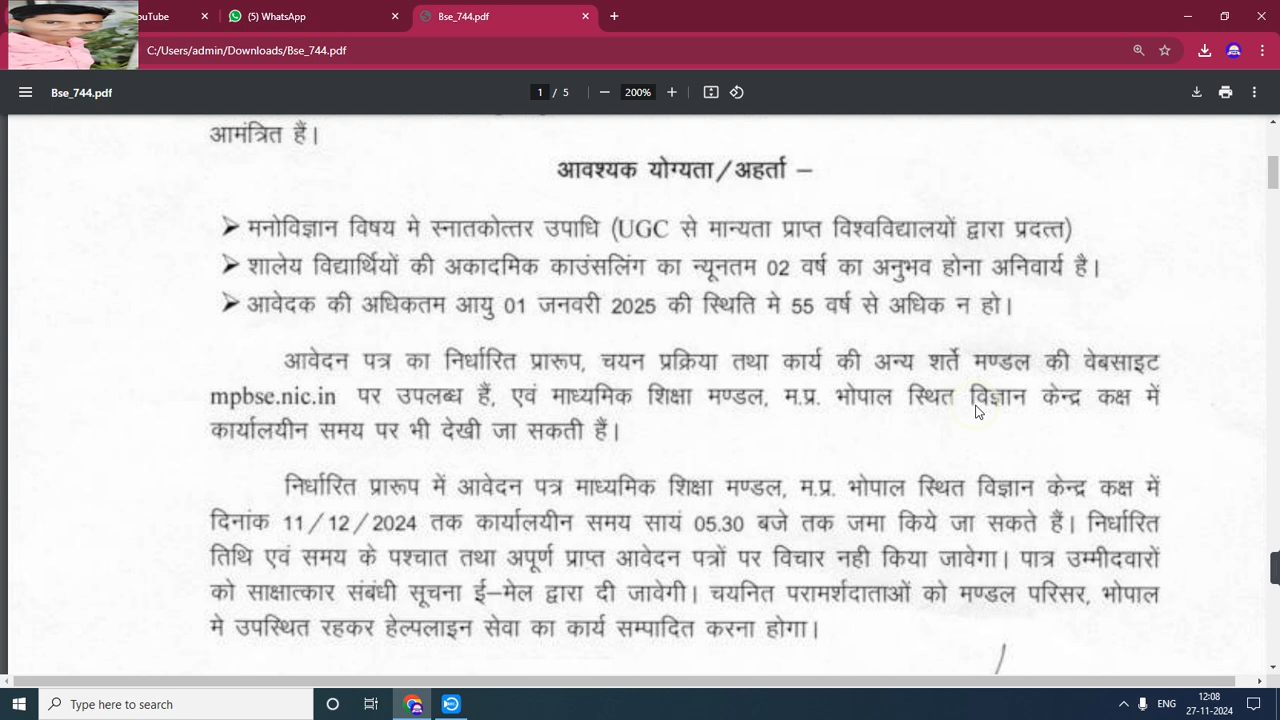 ouTube
(5) WhatsApp
Bse_744.pdf
C:/Users/admin/Downloads/Bse_744.pdf
Bse_744.pdf
1 / 5
200%
आमंत्रित हैं।
आवश्यक योग्यता/अहर्ता –
➤ मनोविज्ञान विषय मे स्नातकोत्तर उपाधि (UGC से मान्यता प्राप्त विश्वविद्यालयों द्वारा प्रदत्त)
➤ शालेय विद्यार्थियों की अकादमिक काउंसलिंग का न्यूनतम 02 वर्ष का अनुभव होना अनिवार्य है।
➤ आवेदक की अधिकतम आयु 01 जनवरी 2025 की स्थिति मे 55 वर्ष से अधिक न हो।
आवेदन पत्र का निर्धारित प्रारूप, चयन प्रक्रिया तथा कार्य की अन्य शर्ते मण्डल की वेबसाइट
mpbse.nic.in पर उपलब्ध हैं, एवं माध्यमिक शिक्षा मण्डल, म.प्र. भोपाल स्थित विज्ञान केन्द्र कक्ष में
कार्यालयीन समय पर भी देखी जा सकती हैं।
निर्धारित प्रारूप में आवेदन पत्र माध्यमिक शिक्षा मण्डल, म.प्र. भोपाल स्थित विज्ञान केन्द्र कक्ष में
दिनांक 11/12/2024 तक कार्यालयीन समय सायं 05.30 बजे तक जमा किये जा सकते हैं। निर्धारित
तिथि एवं समय के पश्चात तथा अपूर्ण प्राप्त आवेदन पत्रों पर विचार नही किया जावेगा। पात्र उम्मीदवारों
को साक्षात्कार संबंधी सूचना ई–मेल द्वारा दी जावेगी। चयनित परामर्शदाताओं को मण्डल परिसर, भोपाल
मे उपस्थित रहकर हेल्पलाइन सेवा का कार्य सम्पादित करना होगा।
Type here to search
ENG
12:08
27-11-2024